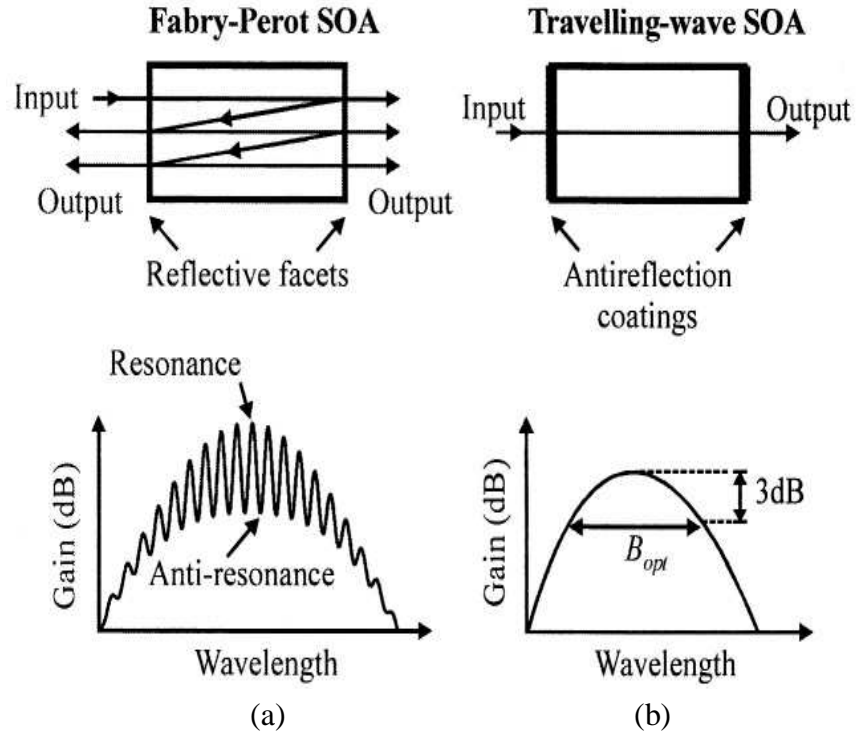 Fabry-Perot SOA
Travelling-wave SOA
Input
Output
Output
Reflective facets
Input
Output
Antireflection
coatings
Resonance
Anti-resonance
Gain (dB)
Wavelength
3dB
B_opt
Gain (dB)
Wavelength
(a)
(b)